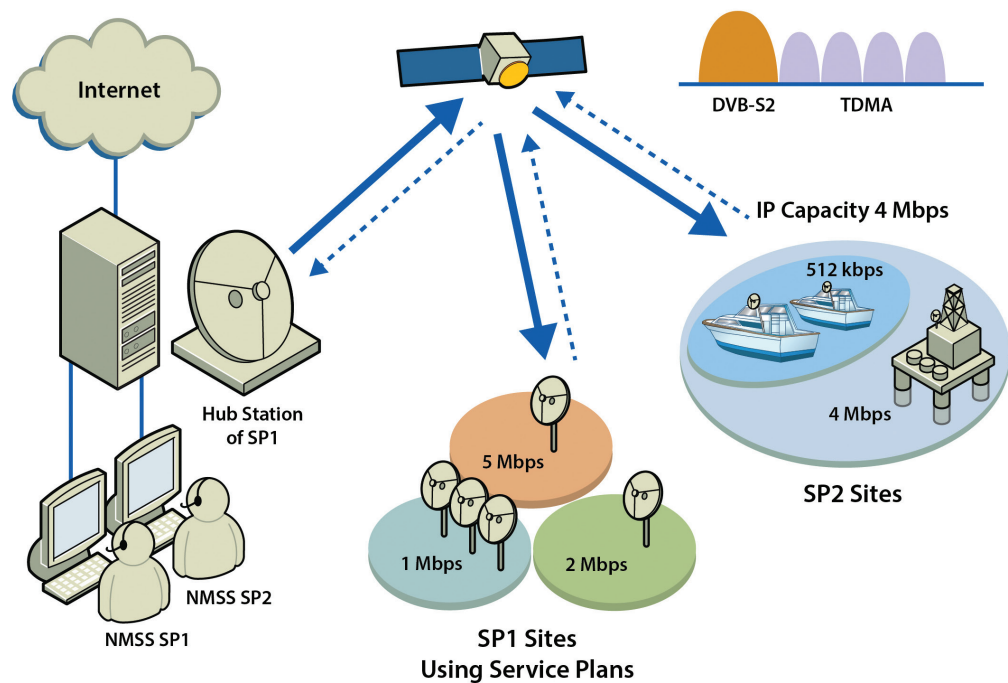 Internet
DVB-S2
TDMA
IP Capacity 4 Mbps
512 kbps
4 Mbps
SP2 Sites
Hub Station
of SP1
5 Mbps
1 Mbps
2 Mbps
NMSS SP2
NMSS SP1
SP1 Sites
Using Service Plans